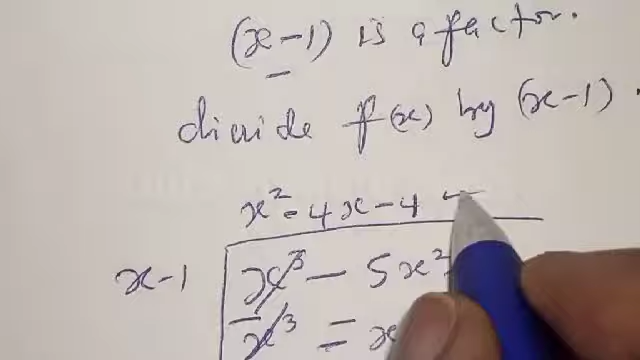 (x-1) is a factor.
divide f(x) by (x-1).
x² - 4x - 4
x-1 x³ - 5x²
x³ = x